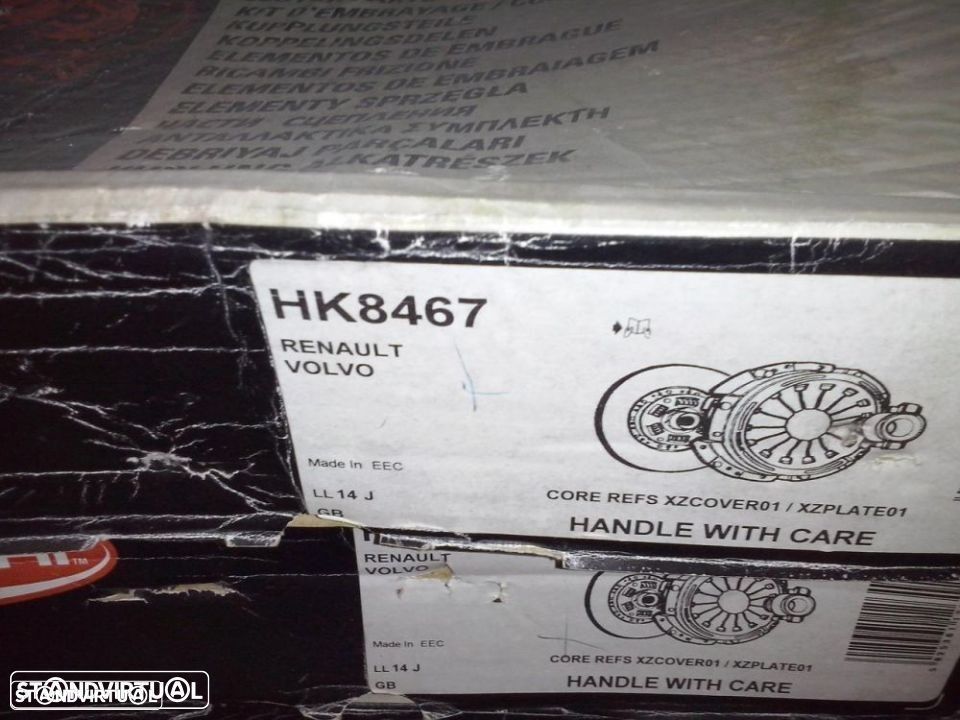 KIT D'EMBRAYAGE /
KUPPLUNGSTEILE
KOPPELINGSDELEN
ELEMENTOS DE EMBRAGUE
RICAMBI FRIZIONE
ELEMENTOS DE EMBRAIAGEM
ELEMENTY SPRZĘGŁA
ЧАСТИ СЦЕПЛЕНИЯ
ΑΝΤΑΛΛΑΚΤΙΚΑ ΣΥΜΠΛΕΚΤΗ
DEBRIYAJ PARÇALARI
ALKATRÉSZEK
HK8467
RENAULT
VOLVO
Made In EEC
LL 14 J
GB
CORE REFS XZCOVER01 / XZPLATE01
HANDLE WITH CARE
TM
RENAULT
VOLVO
Made In EEC
LL 14 J
GB
CORE REFS XZCOVER01 / XZPLATE01
HANDLE WITH CARE
STANDVIRTUAL
STANDVIRTUAL